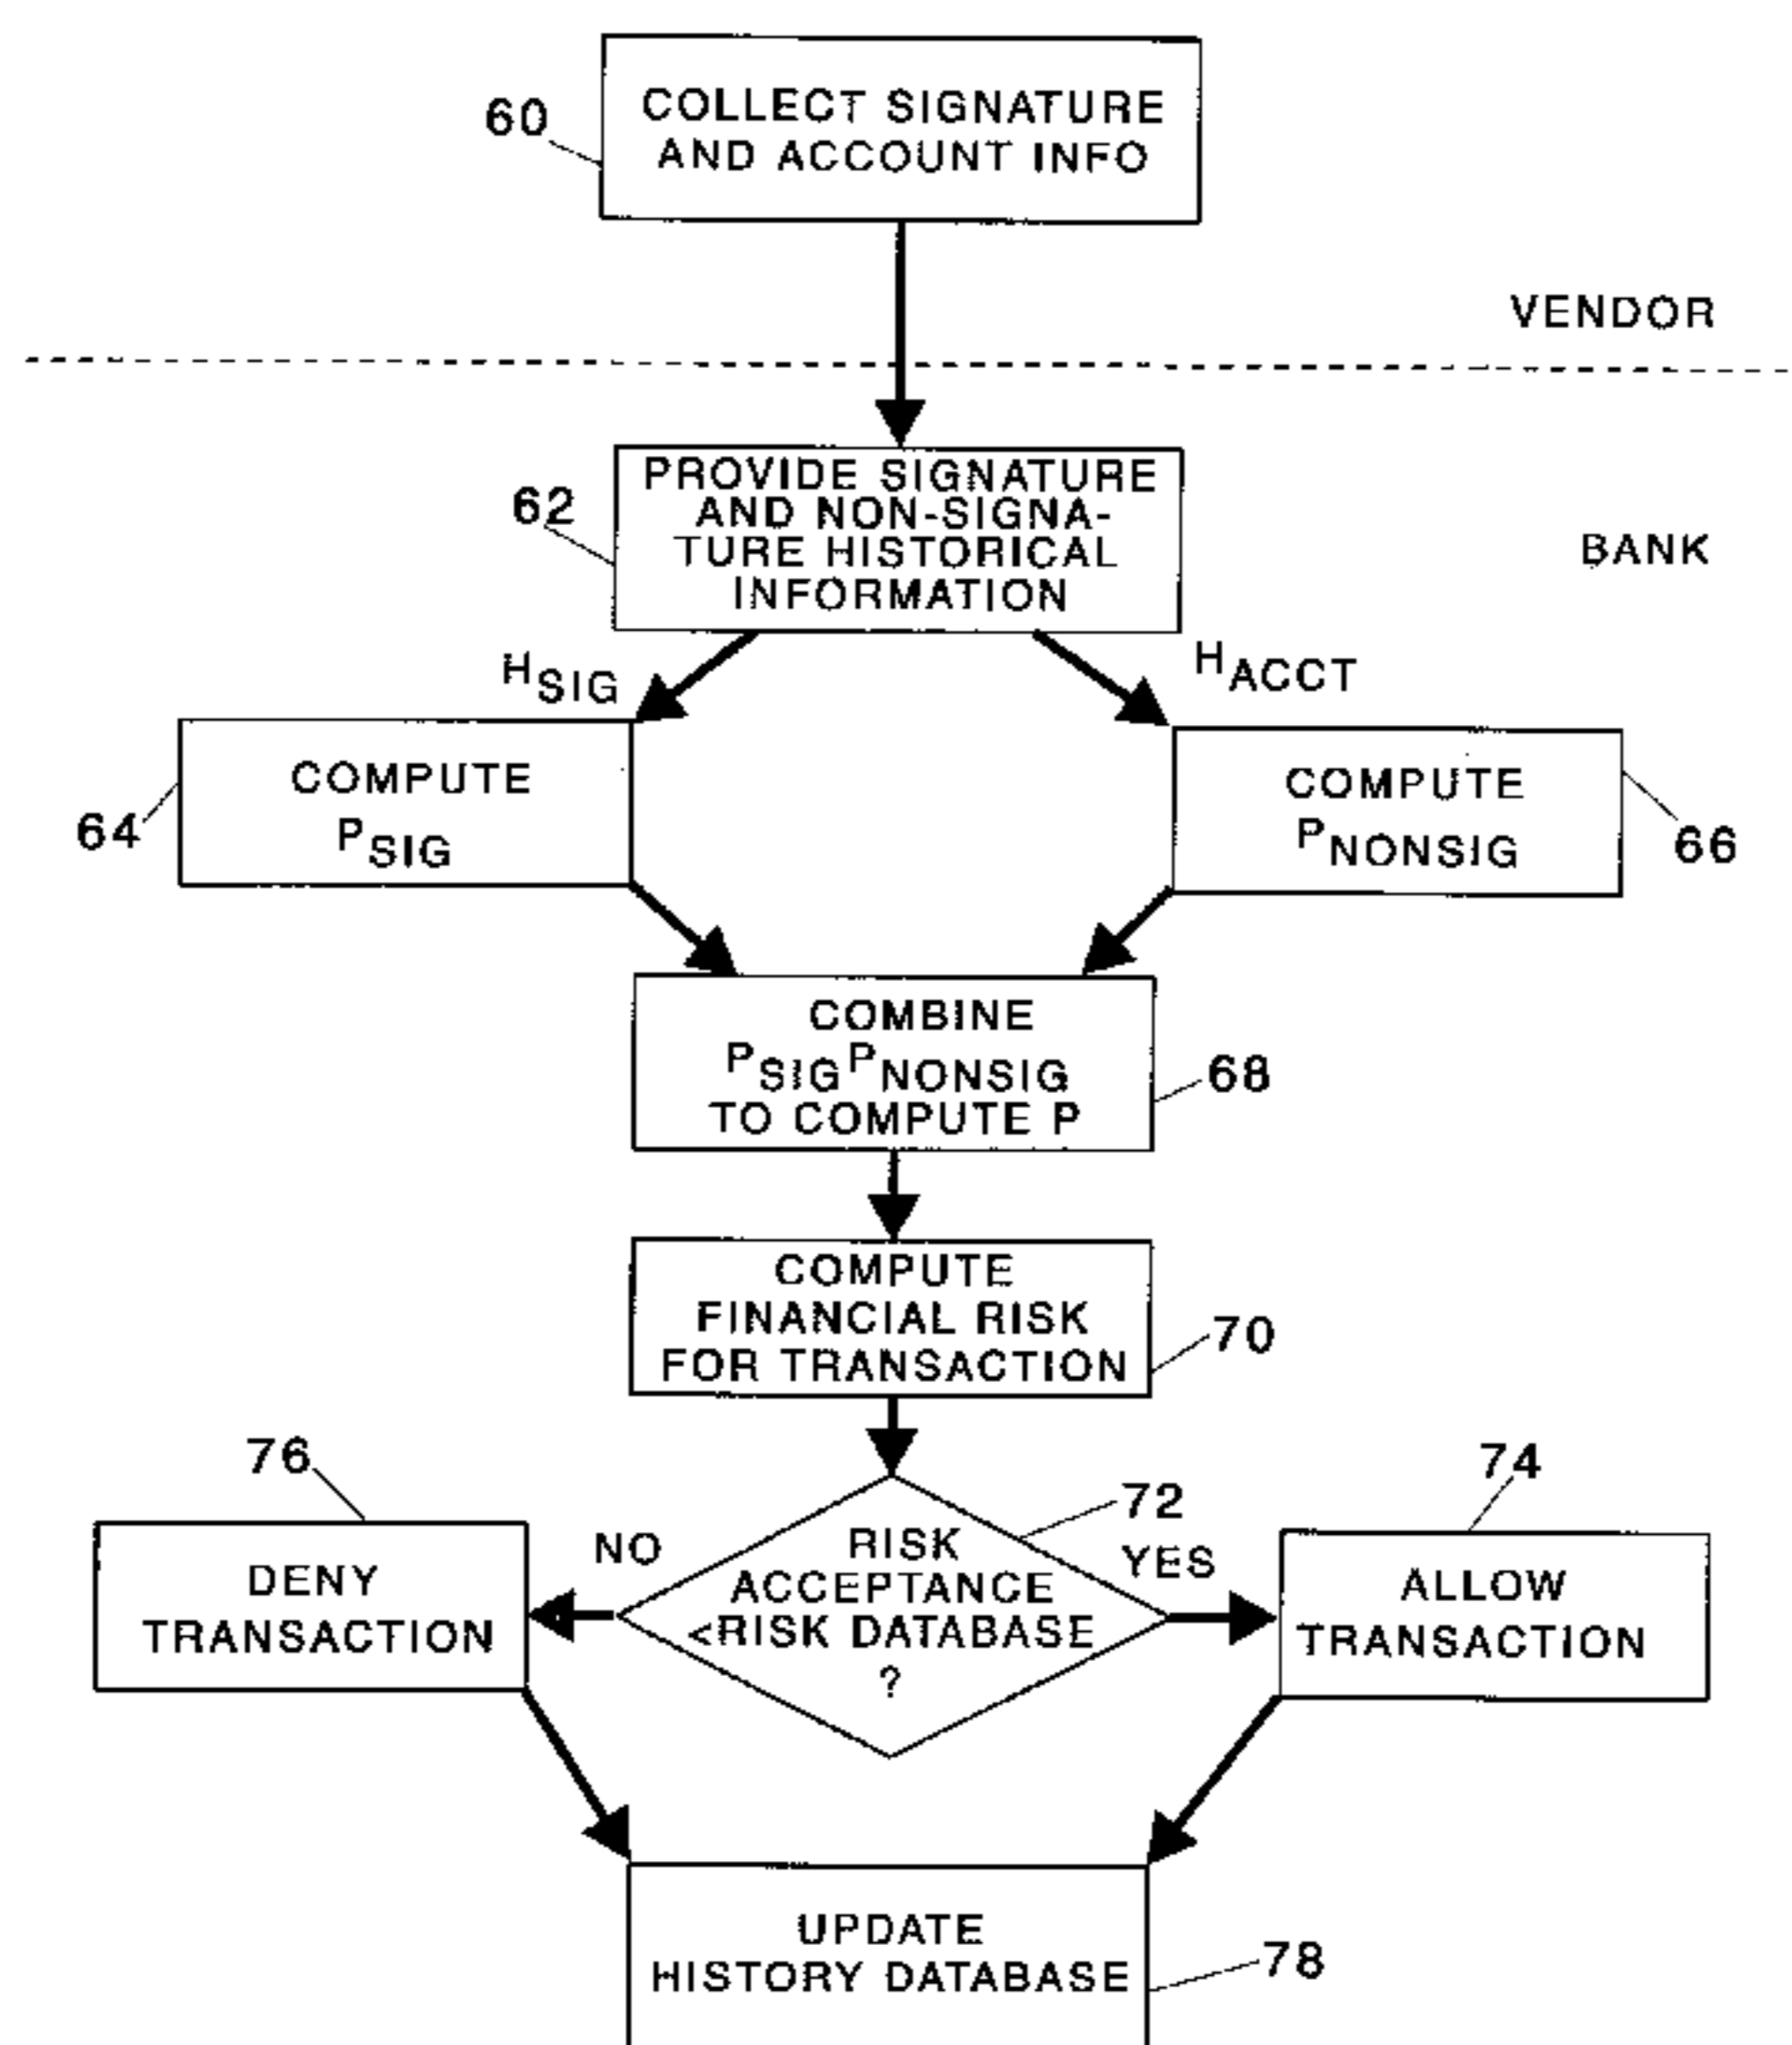 COLLECT SIGNATURE
AND ACCOUNT INFO
60
VENDOR
PROVIDE SIGNATURE
AND NON-SIGNA-
TURE HISTORICAL
INFORMATION
62
BANK
HSIG
HACCT
COMPUTE
PSIG
64
COMPUTE
PNONSIG
66
COMBINE
PSIGPNONSIG
TO COMPUTE P
68
COMPUTE
FINANCIAL RISK
FOR TRANSACTION
70
76
72
74
NO
YES
RISK
ACCEPTANCE
<RISK DATABASE
?
DENY
TRANSACTION
ALLOW
TRANSACTION
UPDATE
HISTORY DATABASE
78